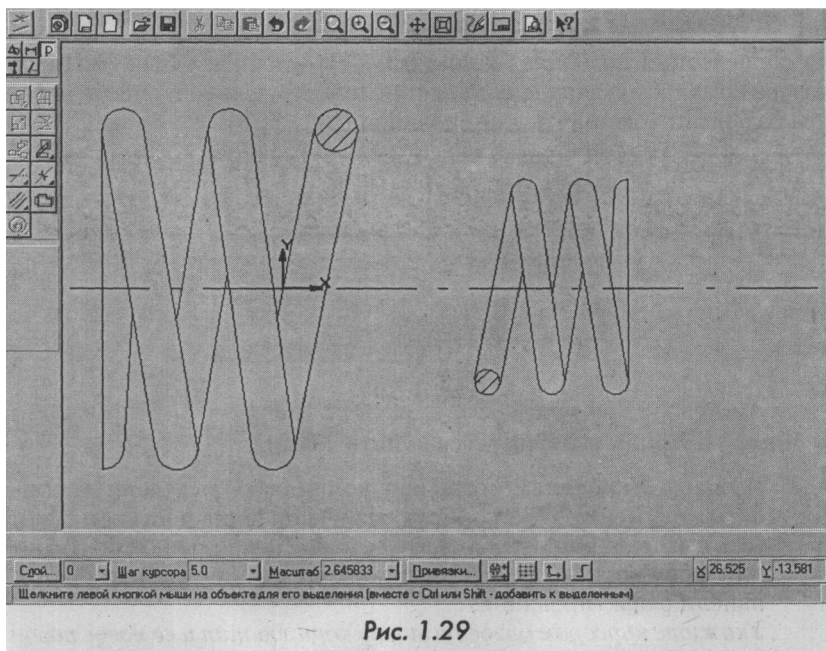 P
Y
X
Слой... 0 Шаг курсора 5.0 Масштаб 2.645833 Привязки... X 26.525 Y -13.581
Щелкните левой кнопкой мыши на объекте для его выделения (вместе с Ctrl или Shift - добавить к выделенным)
Рис. 1.29